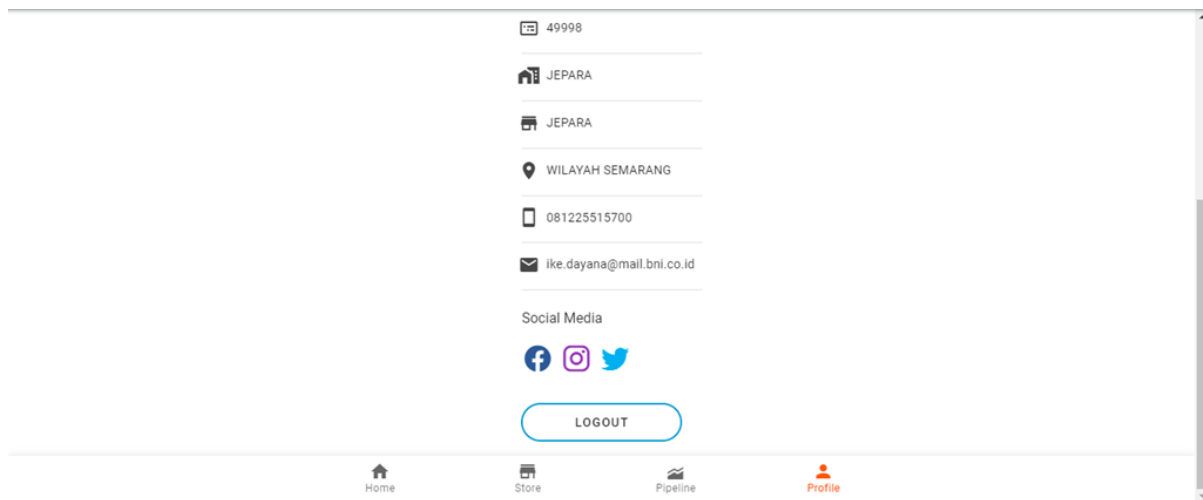 49998
JEPARA
JEPARA
WILAYAH SEMARANG
081225515700
ike.dayana@mail.bni.co.id
Social Media
LOGOUT
Home Store Pipeline Profile